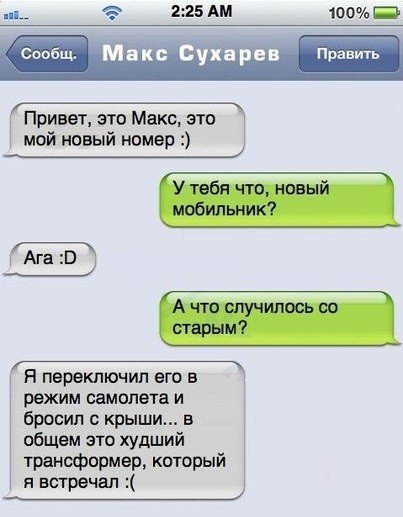 2:25 AM
100%
Сообщ.
Макс Сухарев
Править
Привет, это Макс, это
мой новый номер :)
У тебя что, новый
мобильник?
Ага :D
А что случилось со
старым?
Я переключил его в
режим самолета и
бросил с крыши... в
общем это худший
трансформер, который
я встречал :(